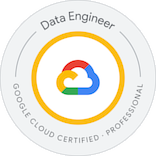 Data Engineer
GOOGLE CLOUD CERTIFIED · PROFESSIONAL